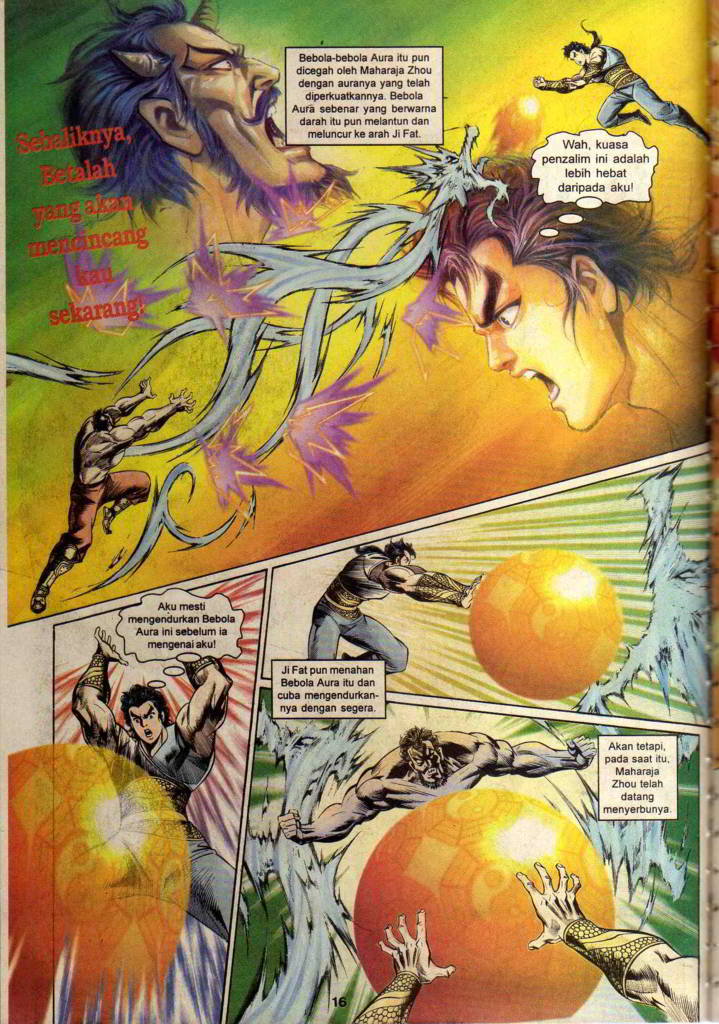 Bebola-bebola Aura itu pun
dicegah oleh Maharaja Zhou
dengan auranya yang telah
diperkuatkannya. Bebola
Aura sebenar yang berwarna
darah itu pun melantun dan
meluncur ke arah Ji Fat.
Sebaliknya,
Betalah
yang akan
mencincang
kau
sekarang!
Wah, kuasa
penzalim ini adalah
lebih hebat
daripada aku!
Aku mesti
mengendurkan Bebola
Aura ini sebelum ia
mengenai aku!
Ji Fat pun menahan
Bebola Aura itu dan
cuba mengendurkan-
nya dengan segera.
Akan tetapi,
pada saat itu,
Maharaja
Zhou telah
datang
menyerbunya.
16